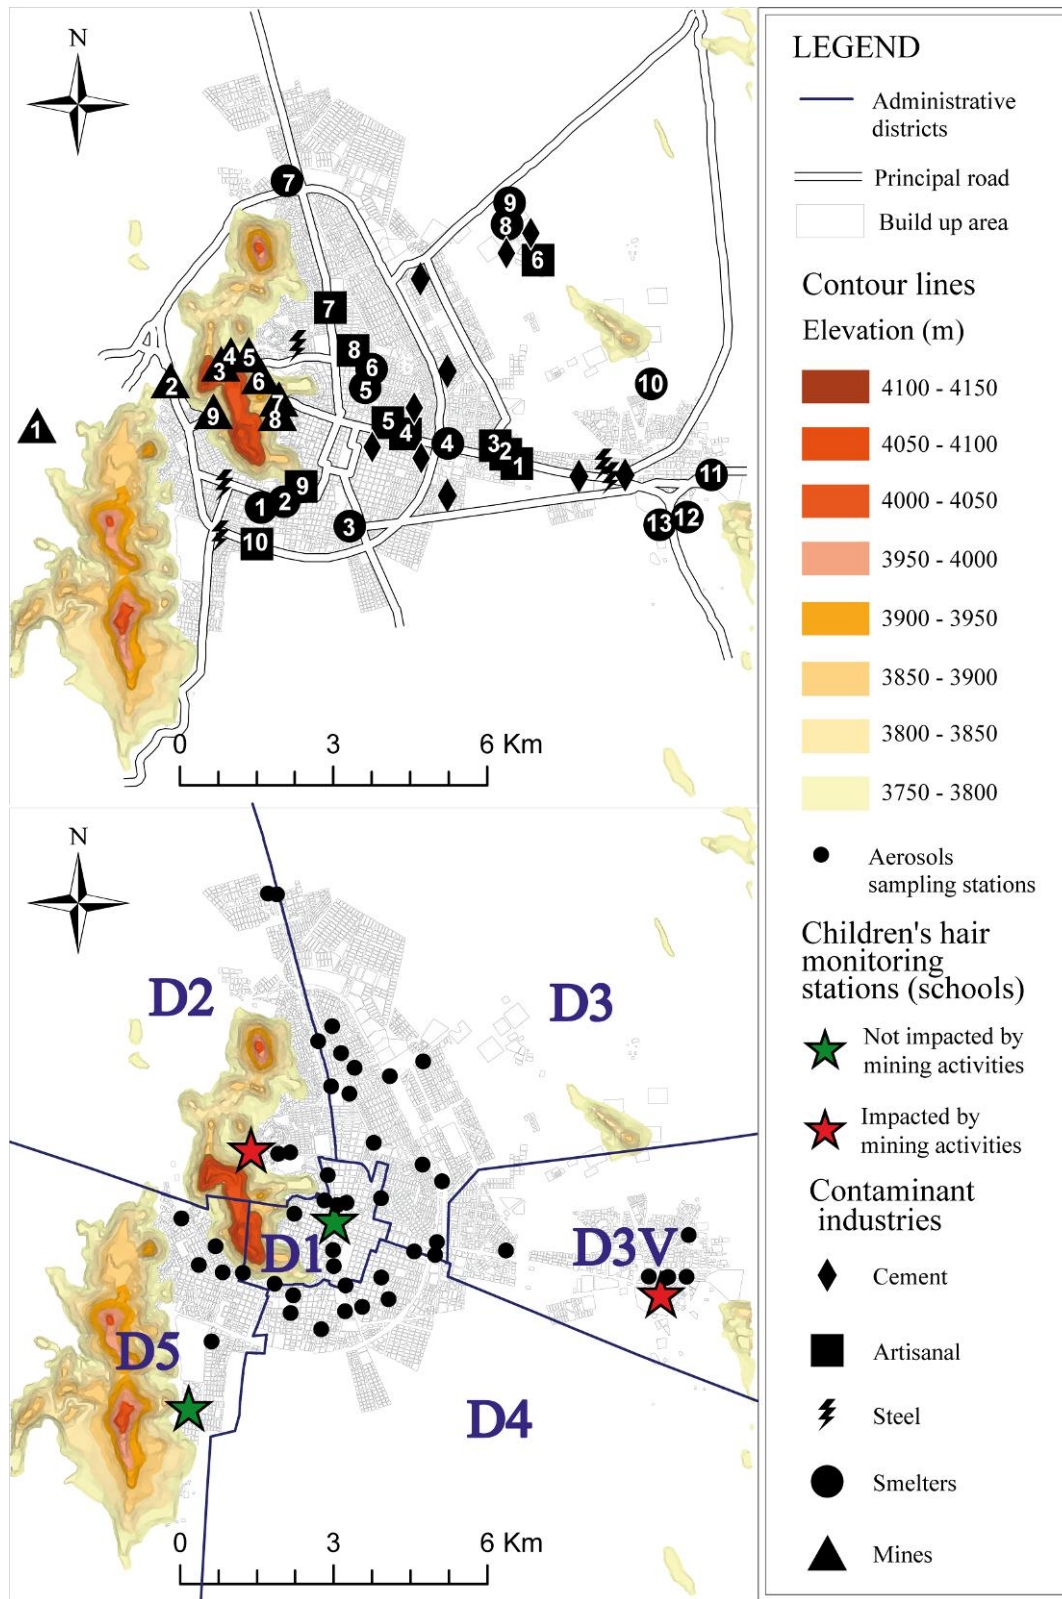 N
7
9
8
6
7
8
6
5
4
5
3
6
2
7
9
8
1
5
4
4
3
2
1
10
11
9
1
2
3
10
13
12
0 3 6 Km
N
D2
D3
D1
D3V
D5
D4
0 3 6 Km
LEGEND
Administrative
districts
Principal road
Build up area
Contour lines
Elevation (m)
4100 - 4150
4050 - 4100
4000 - 4050
3950 - 4000
3900 - 3950
3850 - 3900
3800 - 3850
3750 - 3800
Aerosols
sampling stations
Children's hair
monitoring
stations (schools)
Not impacted by
mining activities
Impacted by
mining activities
Contaminant
industries
Cement
Artisanal
Steel
Smelters
Mines